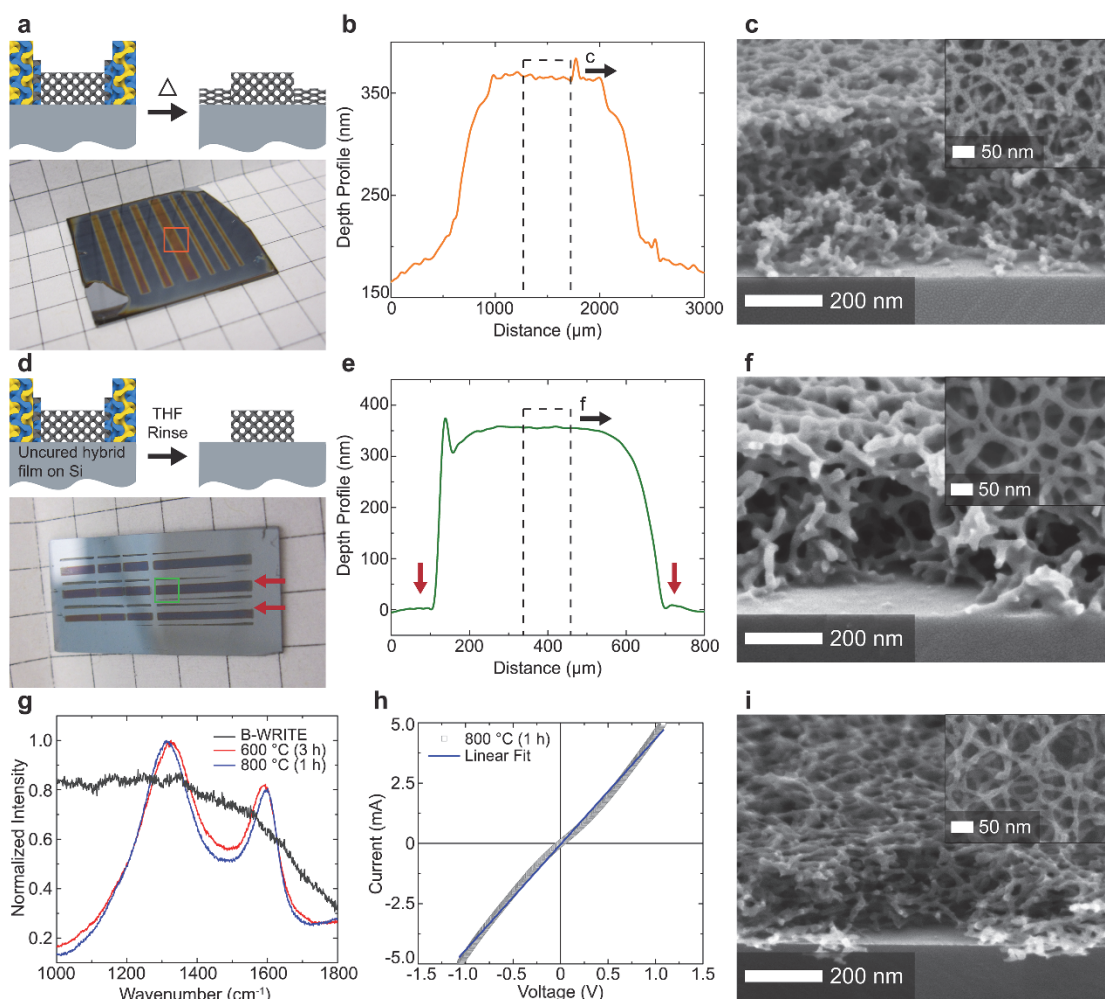 a
b
c
350
250
150
Depth Profile (nm)
c
0
1000
2000
3000
Distance (µm)
50 nm
200 nm
d
THF
Rinse
Uncured hybrid
film on Si
e
f
400
300
200
100
0
Depth Profile (nm)
f
0
200
400
600
800
Distance (µm)
50 nm
200 nm
g
h
i
B-WRITE
600 °C (3 h)
800 °C (1 h)
1.0
0.8
0.6
0.4
0.2
Normalized Intensity
1000
1200
1400
1600
1800
Wavenumber (cm⁻¹)
800 °C (1 h)
Linear Fit
5.0
2.5
0
-2.5
-5.0
Current (mA)
-1.5
-1.0
-0.5
0
0.5
1.0
1.5
Voltage (V)
50 nm
200 nm